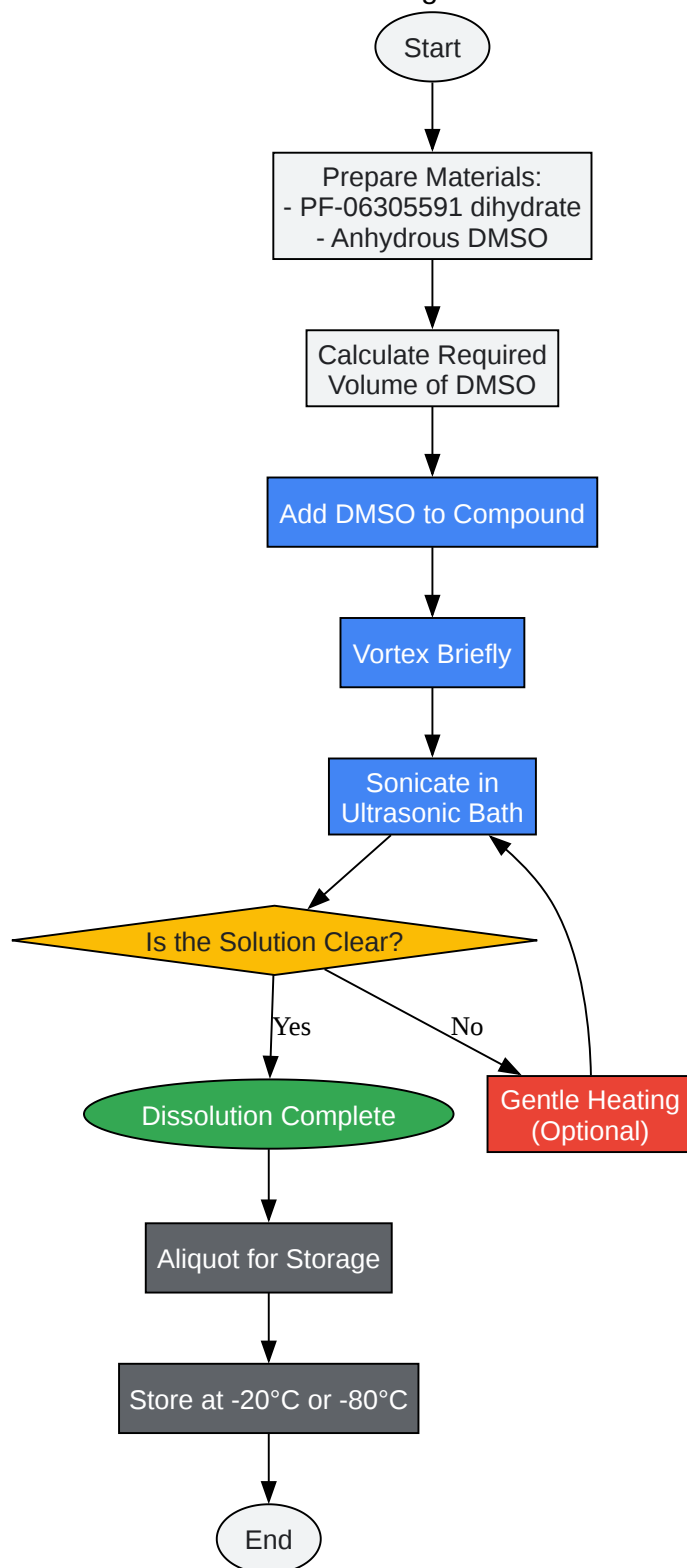 Start
Prepare Materials:
- PF-06305591 dihydrate
- Anhydrous DMSO
Calculate Required
Volume of DMSO
Add DMSO to Compound
Vortex Briefly
Sonicate in
Ultrasonic Bath
Is the Solution Clear?
Yes
No
Dissolution Complete
Gentle Heating
(Optional)
Aliquot for Storage
Store at -20°C or -80°C
End